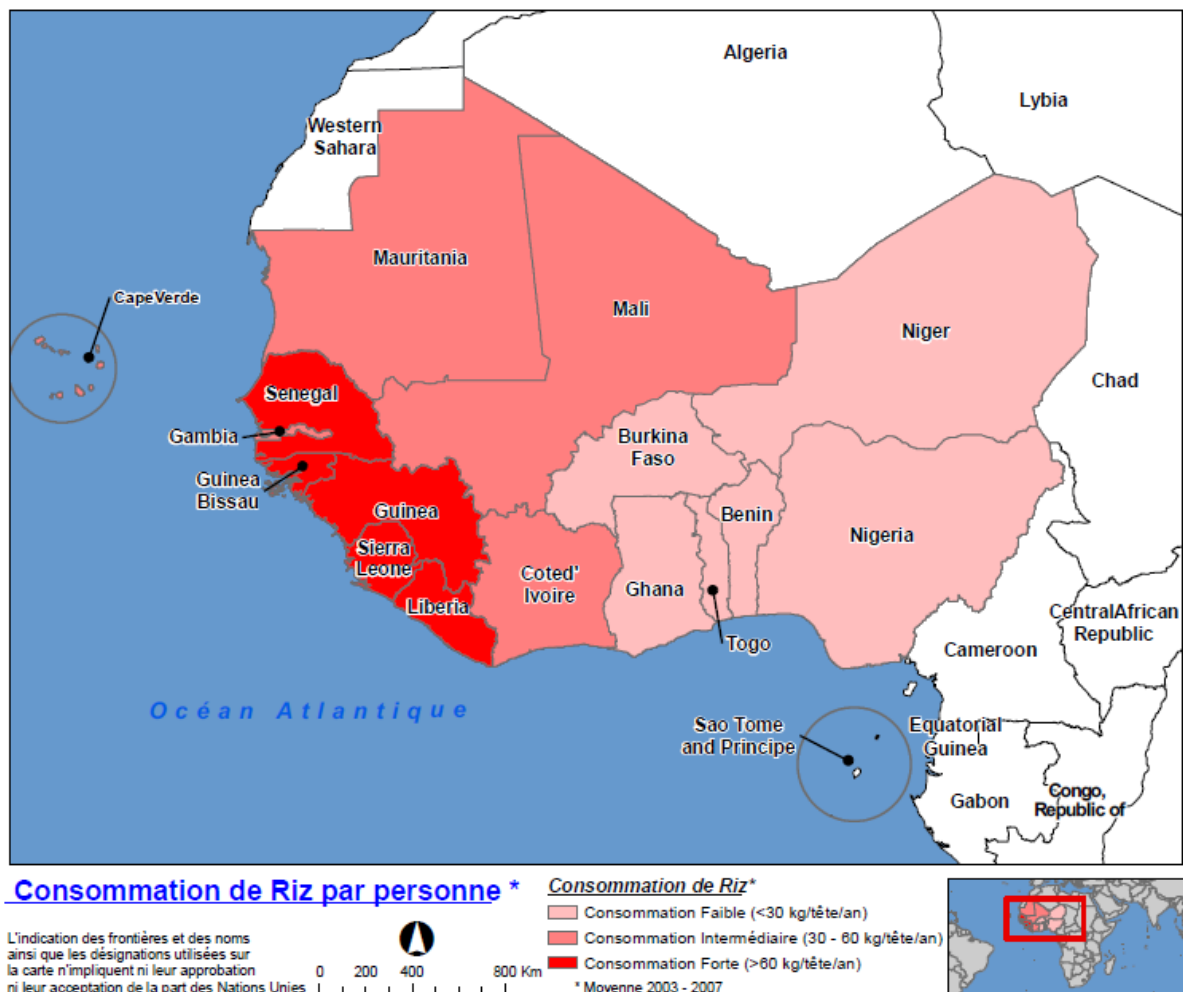 Algeria
Lybia
Western
Sahara
Mauritania
Mali
Niger
Chad
CapeVerde
Senegal
Gambia
Guinea
Bissau
Guinea
Sierra
Leone
Liberia
Coted'
Ivoire
Burkina
Faso
Ghana
Benin
Togo
Nigeria
Cameroon
CentralAfrican
Republic
Océan Atlantique
Sao Tome
and Principe
Equatorial
Guinea
Gabon
Congo,
Republic of
Consommation de Riz par personne *
L'indication des frontières et des noms
ainsi que les désignations utilisées sur
la carte n'impliquent ni leur approbation
ni leur acceptation de la part des Nations Unies
0 200 400 800 Km
Consommation de Riz*
Consommation Faible (<30 kg/tête/an)
Consommation Intermédiaire (30 - 60 kg/tête/an)
Consommation Forte (>60 kg/tête/an)
* Moyenne 2003 - 2007